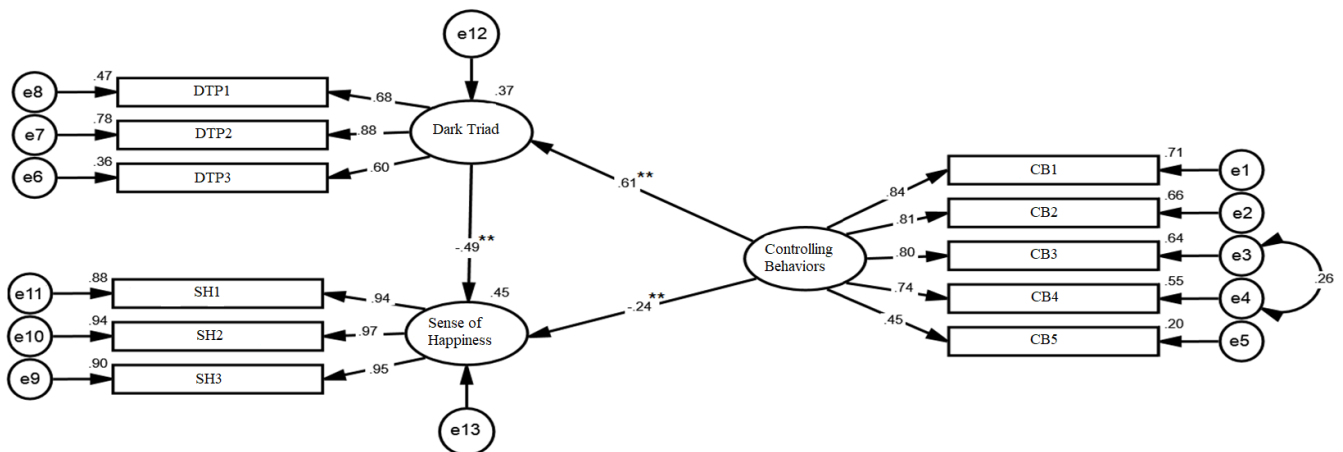 e12
.47
e8
DTP1
.68
.37
.78
e7
DTP2
.88
Dark Triad
.36
e6
DTP3
.60
.61**
-.49**
-.24**
Controlling
Behaviors
.84
CB1
.71
e1
.81
CB2
.66
e2
.80
CB3
.64
e3
.74
CB4
.55
e4
.26
.45
CB5
.20
e5
.88
e11
SH1
.94
.45
.94
e10
SH2
.97
Sense of
Happiness
.90
e9
SH3
.95
e13